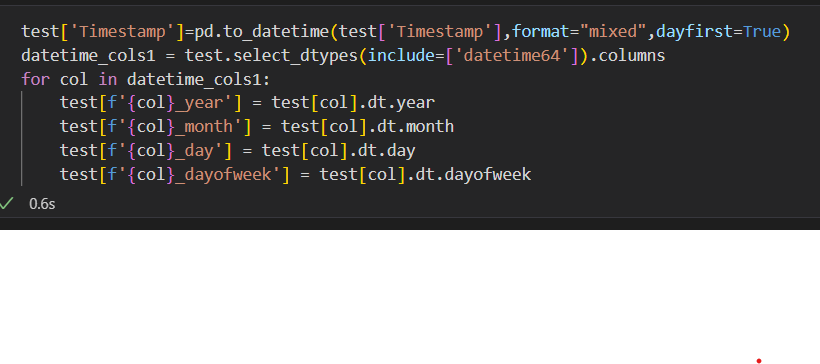 test['Timestamp']=pd.to_datetime(test['Timestamp'],format="mixed",dayfirst=True)
datetime_cols1 = test.select_dtypes(include=['datetime64']).columns
for col in datetime_cols1:
    test[f'{col}_year'] = test[col].dt.year
    test[f'{col}_month'] = test[col].dt.month
    test[f'{col}_day'] = test[col].dt.day
    test[f'{col}_dayofweek'] = test[col].dt.dayofweek
0.6s